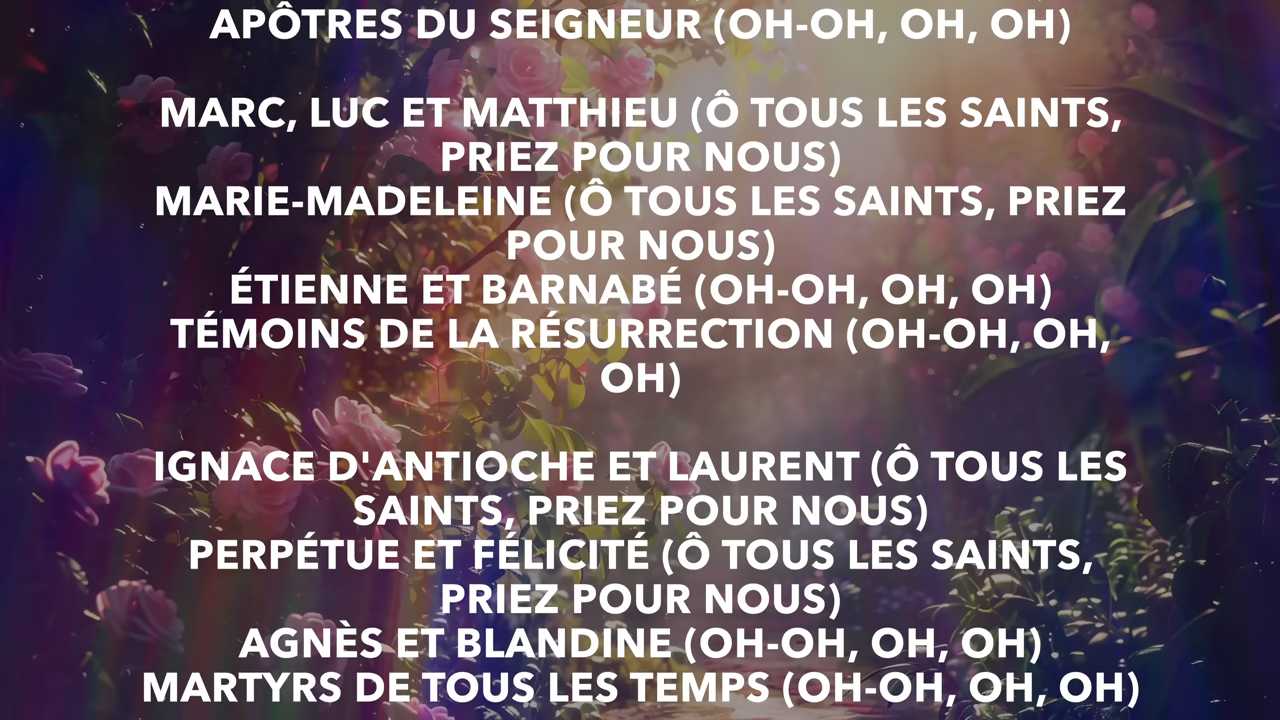 APÔTRES DU SEIGNEUR (OH-OH, OH, OH)
MARC, LUC ET MATTHIEU (Ô TOUS LES SAINTS,
PRIEZ POUR NOUS)
MARIE-MADELEINE (Ô TOUS LES SAINTS, PRIEZ
POUR NOUS)
ÉTIENNE ET BARNABÉ (OH-OH, OH, OH)
TÉMOINS DE LA RÉSURRECTION (OH-OH, OH,
OH)
IGNACE D'ANTIOCHE ET LAURENT (Ô TOUS LES
SAINTS, PRIEZ POUR NOUS)
PERPÉTUE ET FÉLICITÉ (Ô TOUS LES SAINTS,
PRIEZ POUR NOUS)
AGNÈS ET BLANDINE (OH-OH, OH, OH)
MARTYRS DE TOUS LES TEMPS (OH-OH, OH, OH)